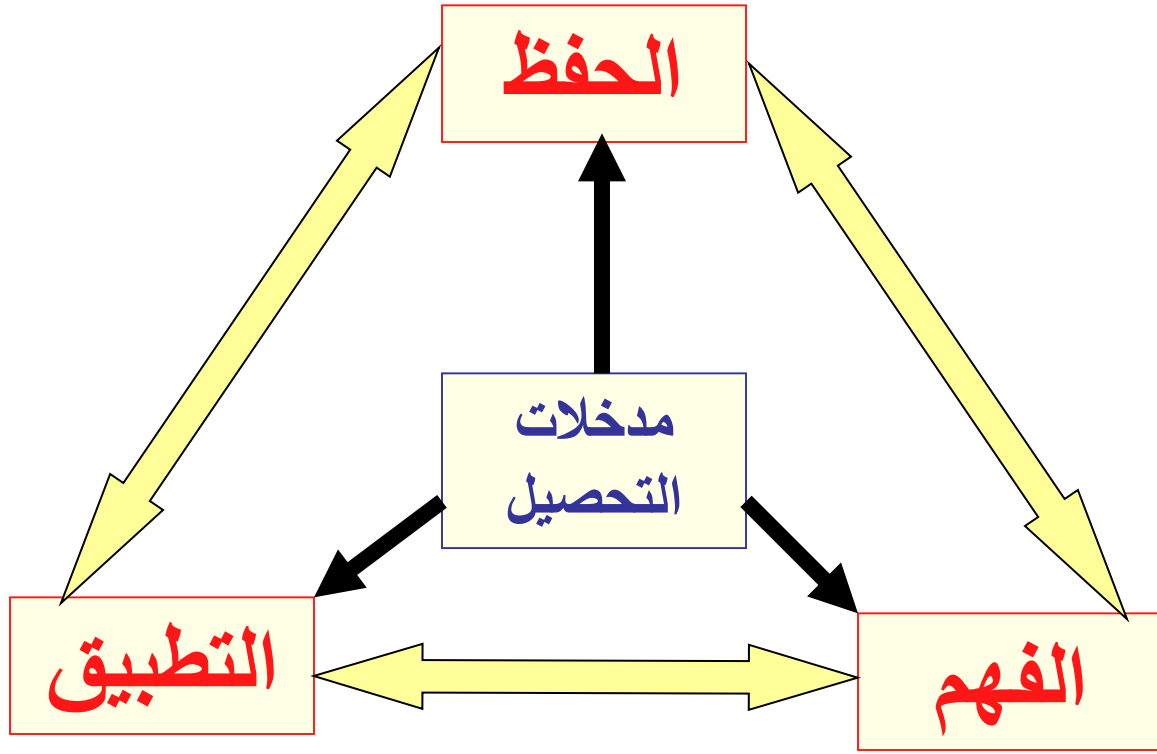 الحفظ
مدخلات
التحصيل
الفهم
التطبيق